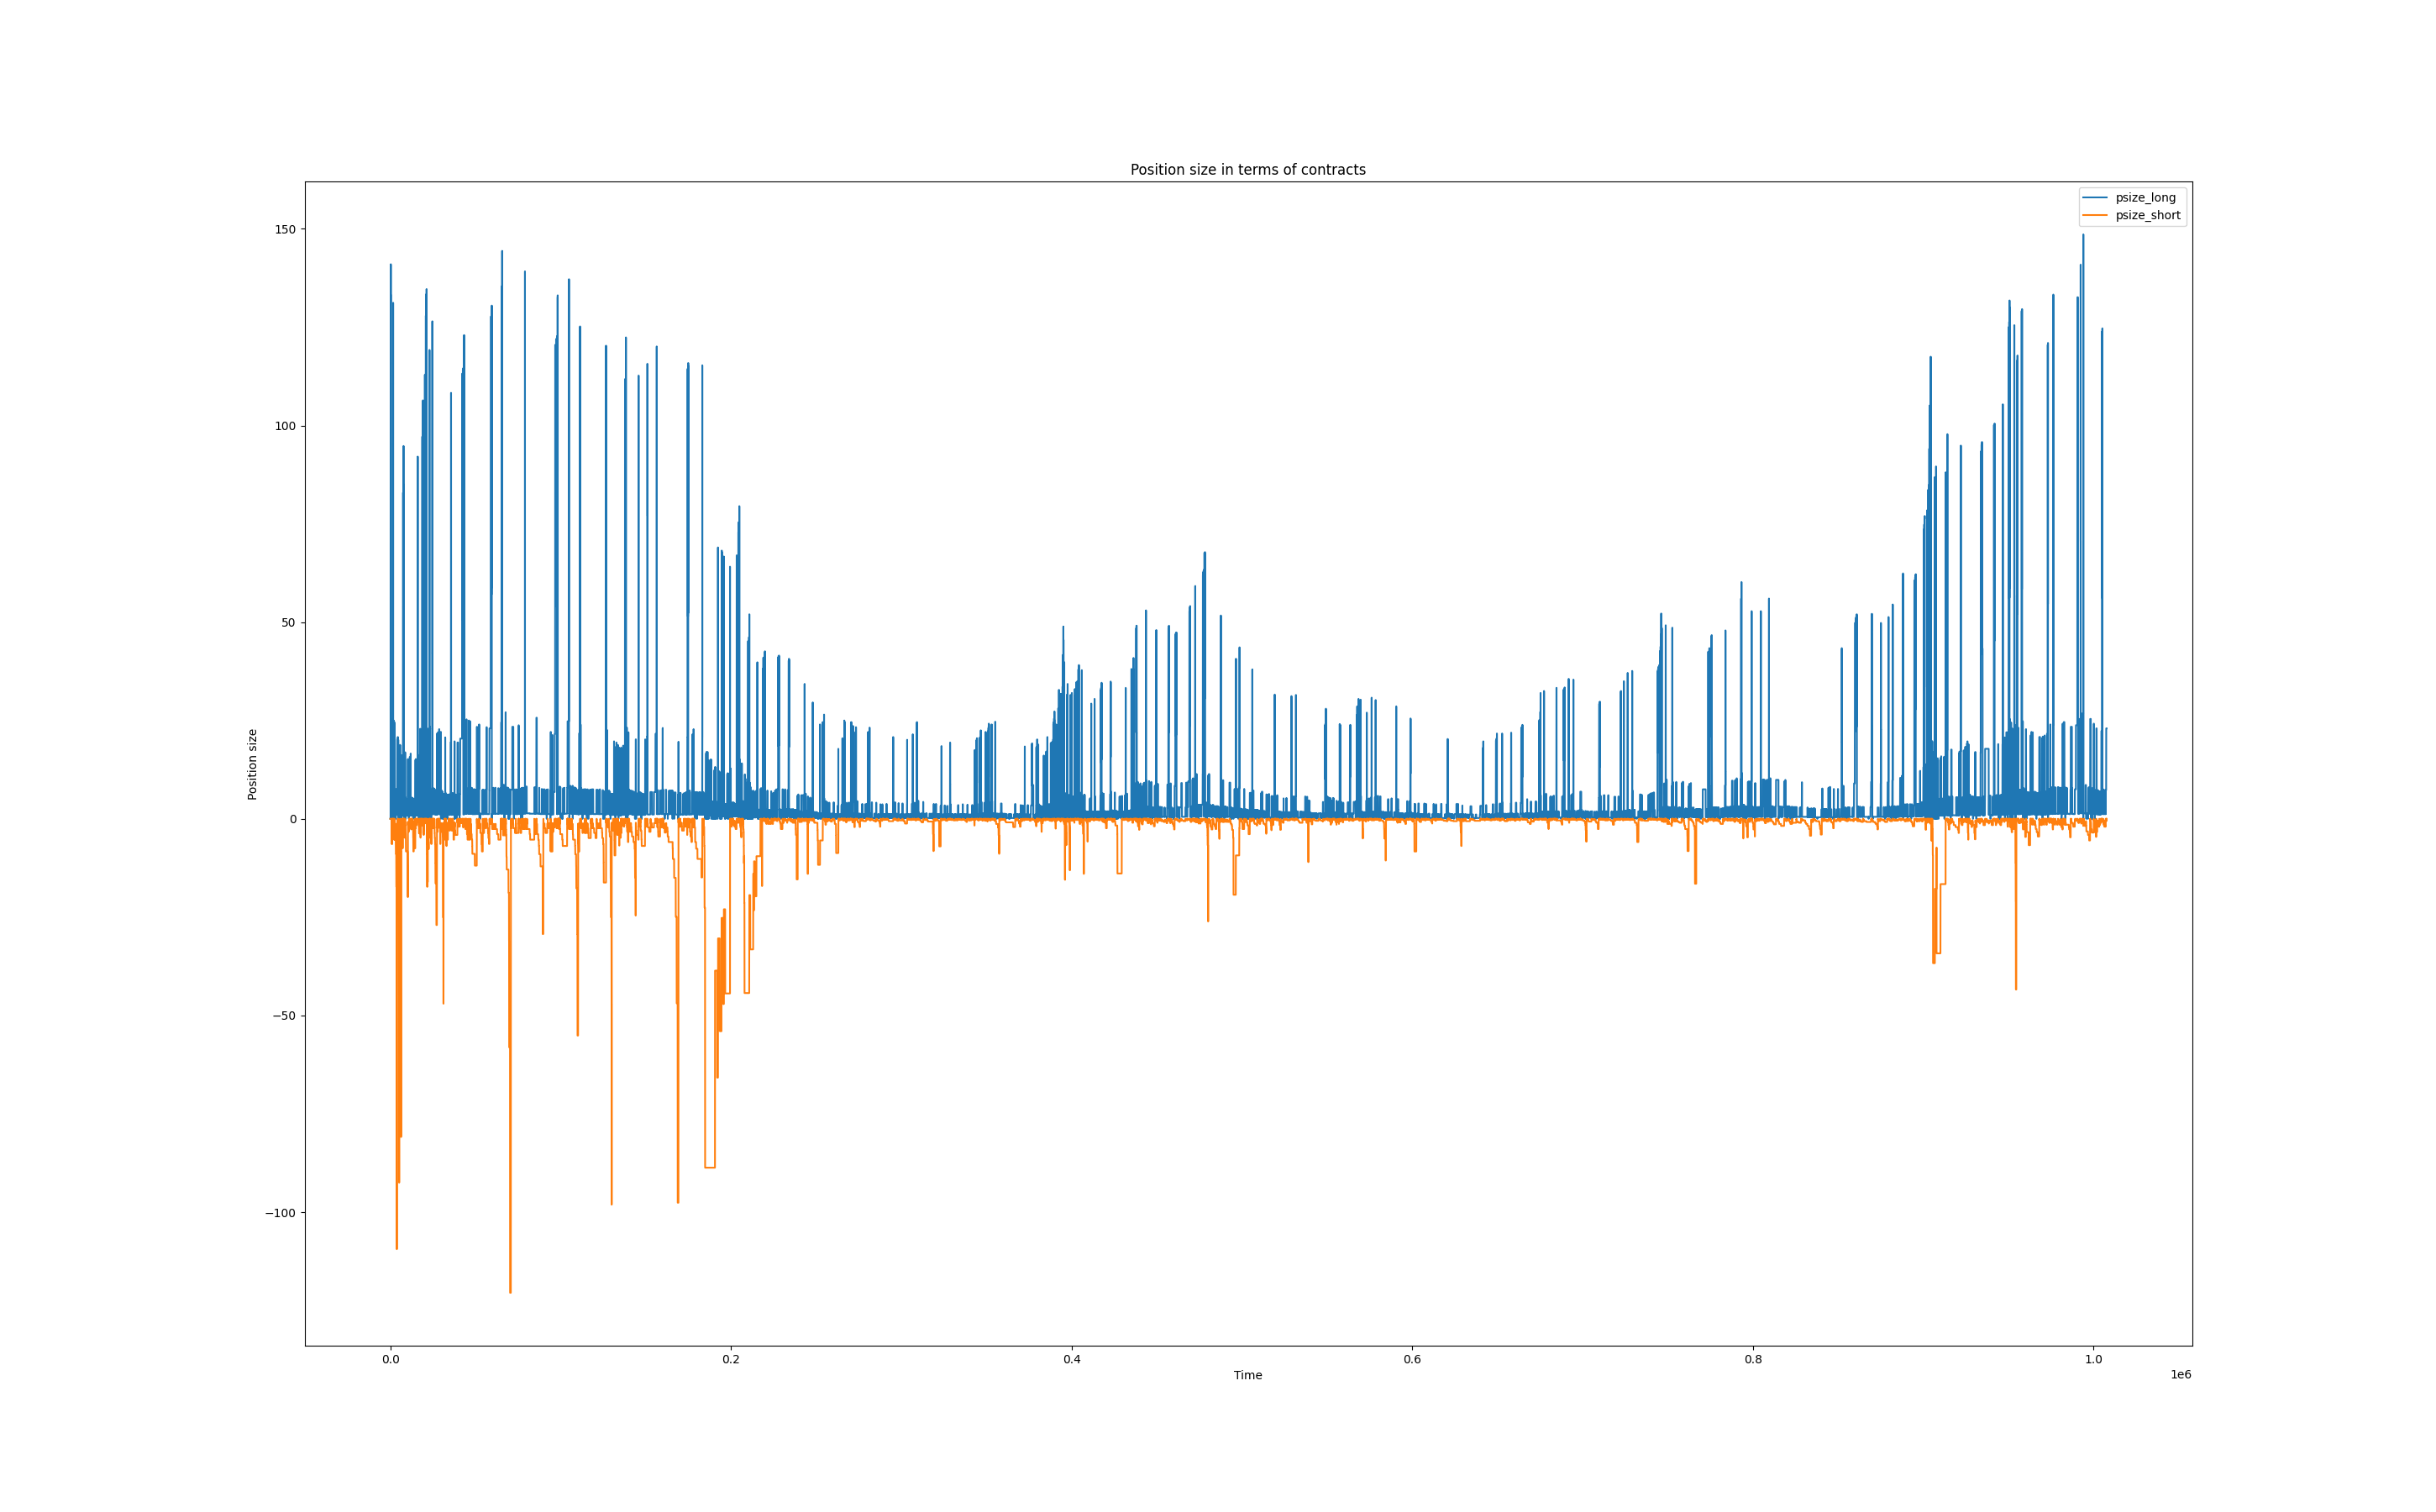 Position size in terms of contracts
psize_long
psize_short
150
100
50
0
−50
−100
Position size
0.0
0.2
0.4
0.6
0.8
1.0
1e6
Time